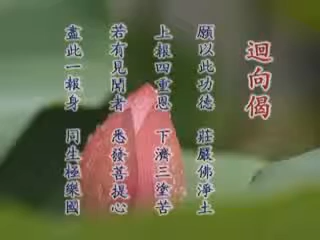 迴向偈
願以此功德　莊嚴佛淨土
上報四重恩　下濟三塗苦
若有見聞者　悉發菩提心
盡此一報身　同生極樂國